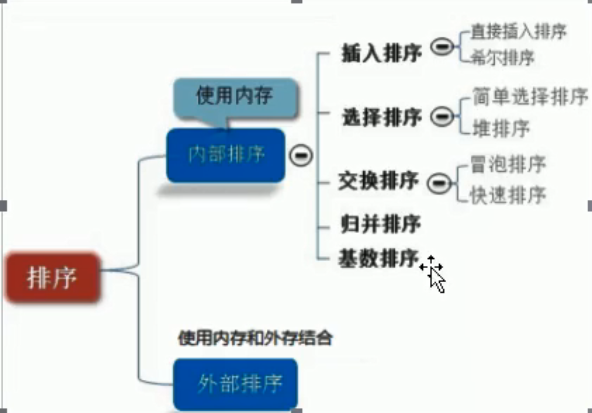 排序
使用内存
内部排序
插入排序
直接插入排序
希尔排序
选择排序
简单选择排序
堆排序
交换排序
冒泡排序
快速排序
归并排序
基数排序
使用内存和外存结合
外部排序